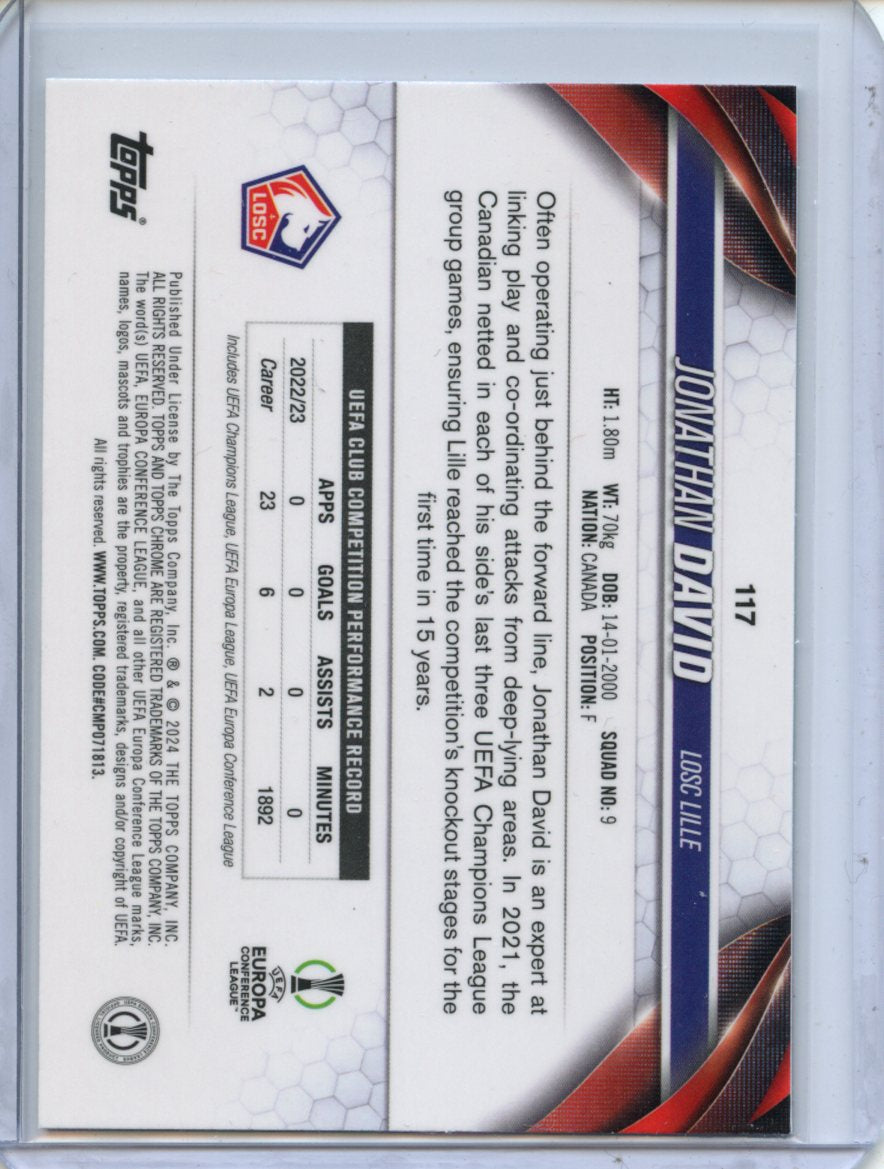 117
JONATHAN DAVID LOSC LILLE
HT: 1.80m WT: 70kg DOB: 14-01-2000 SQUAD NO: 9
NATION: CANADA POSITION: F
Often operating just behind the forward line, Jonathan David is an expert at
linking play and co-ordinating attacks from deep-lying areas. In 2021, the
Canadian netted in each of his side's last three UEFA Champions League
group games, ensuring Lille reached the competition's knockout stages for the
first time in 15 years.
UEFA CLUB COMPETITION PERFORMANCE RECORD
APPS GOALS ASSISTS MINUTES
2022/23 0 0 0 0
Career 23 6 2 1892
Includes UEFA Champions League, UEFA Europa League, UEFA Europa Conference League
LOSC
UEFA
EUROPA
CONFERENCE
LEAGUE™
topps®
Published Under License by The Topps Company, Inc. ® & © 2024 THE TOPPS COMPANY, INC.
ALL RIGHTS RESERVED. TOPPS AND TOPPS CHROME ARE REGISTERED TRADEMARKS OF THE TOPPS COMPANY, INC.
The word(s) UEFA, EUROPA CONFERENCE LEAGUE, and all other UEFA Europa Conference League marks,
names, logos, mascots and trophies are the property, registered trademarks, designs and/or copyright of UEFA.
All rights reserved. WWW.TOPPS.COM. CODE#CMP071813.